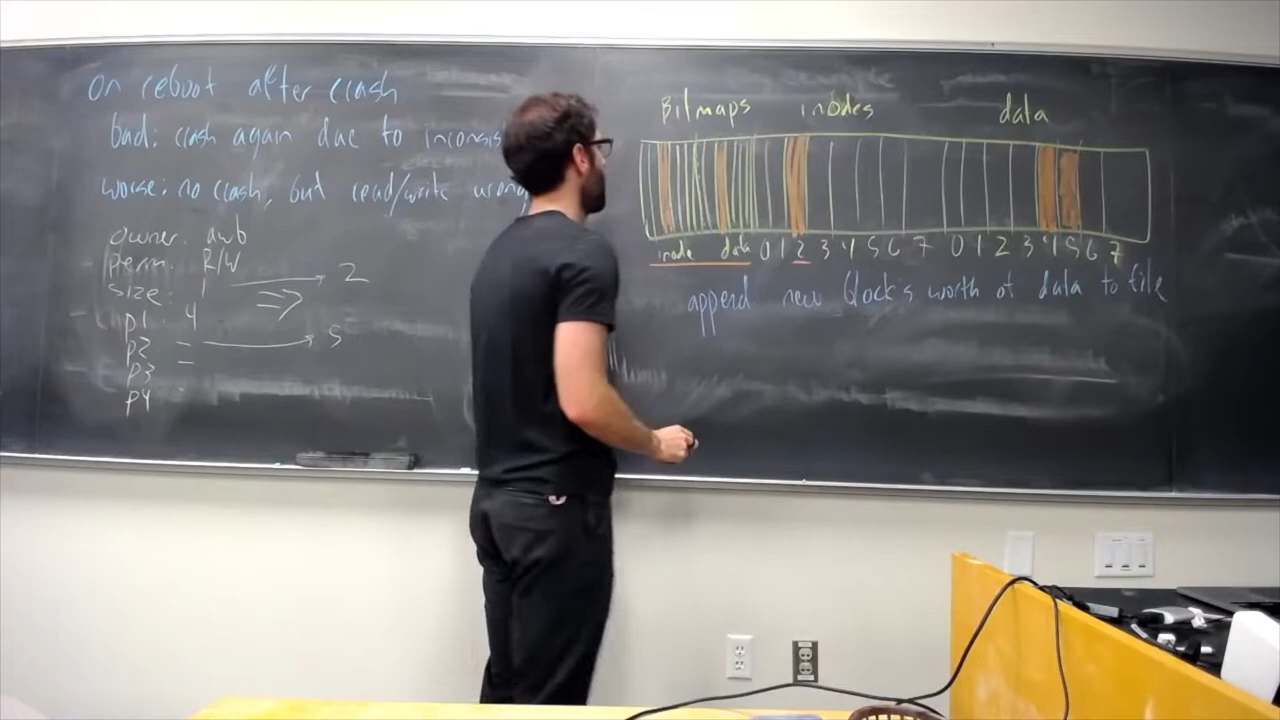 on reboot after crash
bad: crash again due to inconsis
worse: no crash, but read/write wrong
owner: awb
perm: R/W
size: 1 → 2
⇒
p1: 4
p2 = → 5
p3 =
p4
Bitmaps inodes data
inode data 0 1 2 3 4 5 6 7 0 1 2 3 4 5 6 7
append new blocks worth of data to file